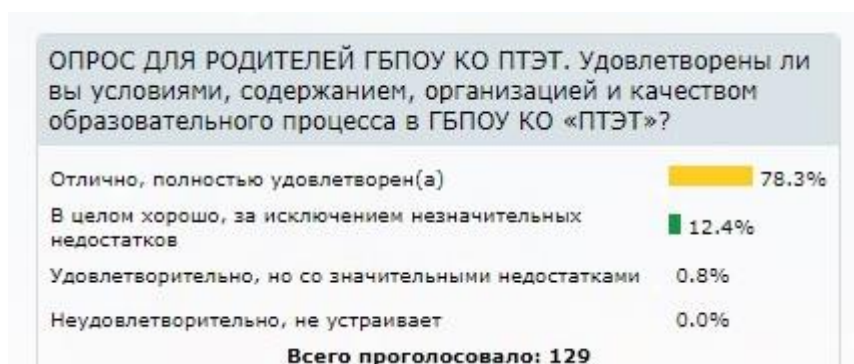 ОПРОС ДЛЯ РОДИТЕЛЕЙ ГБПОУ КО ПТЭТ. Удовлетворены ли
вы условиями, содержанием, организацией и качеством
образовательного процесса в ГБПОУ КО «ПТЭТ»?
Отлично, полностью удовлетворен(а) 78.3%
В целом хорошо, за исключением незначительных
недостатков 12.4%
Удовлетворительно, но со значительными недостатками 0.8%
Неудовлетворительно, не устраивает 0.0%
Всего проголосовало: 129